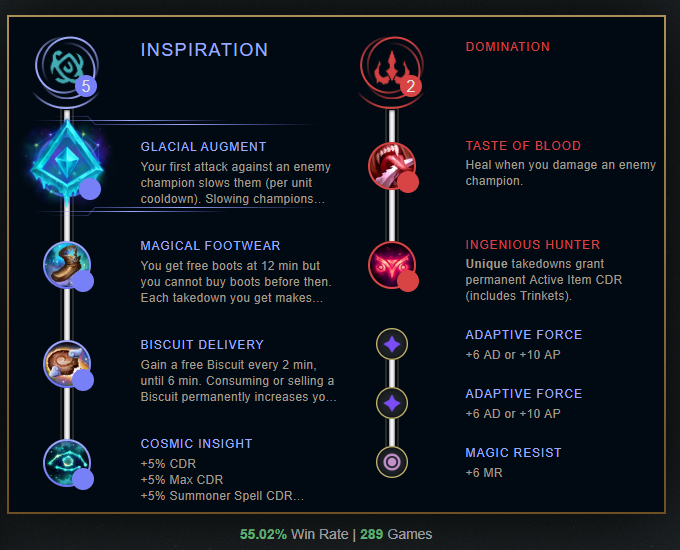 INSPIRATION
5
GLACIAL AUGMENT
Your first attack against an enemy
champion slows them (per unit
cooldown). Slowing champions...
MAGICAL FOOTWEAR
You get free boots at 12 min but
you cannot buy boots before then.
Each takedown you get makes...
BISCUIT DELIVERY
Gain a free Biscuit every 2 min,
until 6 min. Consuming or selling a
Biscuit permanently increases yo...
COSMIC INSIGHT
+5% CDR
+5% Max CDR
+5% Summoner Spell CDR...
DOMINATION
2
TASTE OF BLOOD
Heal when you damage an enemy
champion.
INGENIOUS HUNTER
Unique takedowns grant
permanent Active Item CDR
(includes Trinkets).
ADAPTIVE FORCE
+6 AD or +10 AP
ADAPTIVE FORCE
+6 AD or +10 AP
MAGIC RESIST
+6 MR
55.02% Win Rate | 289 Games